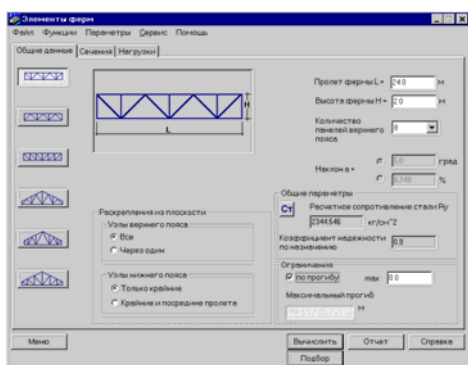 Элементы ферм
Файл Функции Параметры Сервис Помощь
Общие данные Сечения Нагрузки
H
L
Пролет фермы L= 24.0 м
Высота фермы H= 2.0 м
Количество панелей верхнего пояса 8
Наклон a =
град
%
Общие параметры
Ст Расчетное сопротивление стали Ry
2344.546 кг/см^2
Коэффициент надежности по назначению 0.9
Раскрепления из плоскости
Узлы верхнего пояса
Все
Через один
Узлы нижнего пояса
Только крайние
Крайние и посредине пролета
Ограничения
по прогибу max 0.0
Максимальный прогиб
м
Меню Вычислить Отчет Справка
Подбор